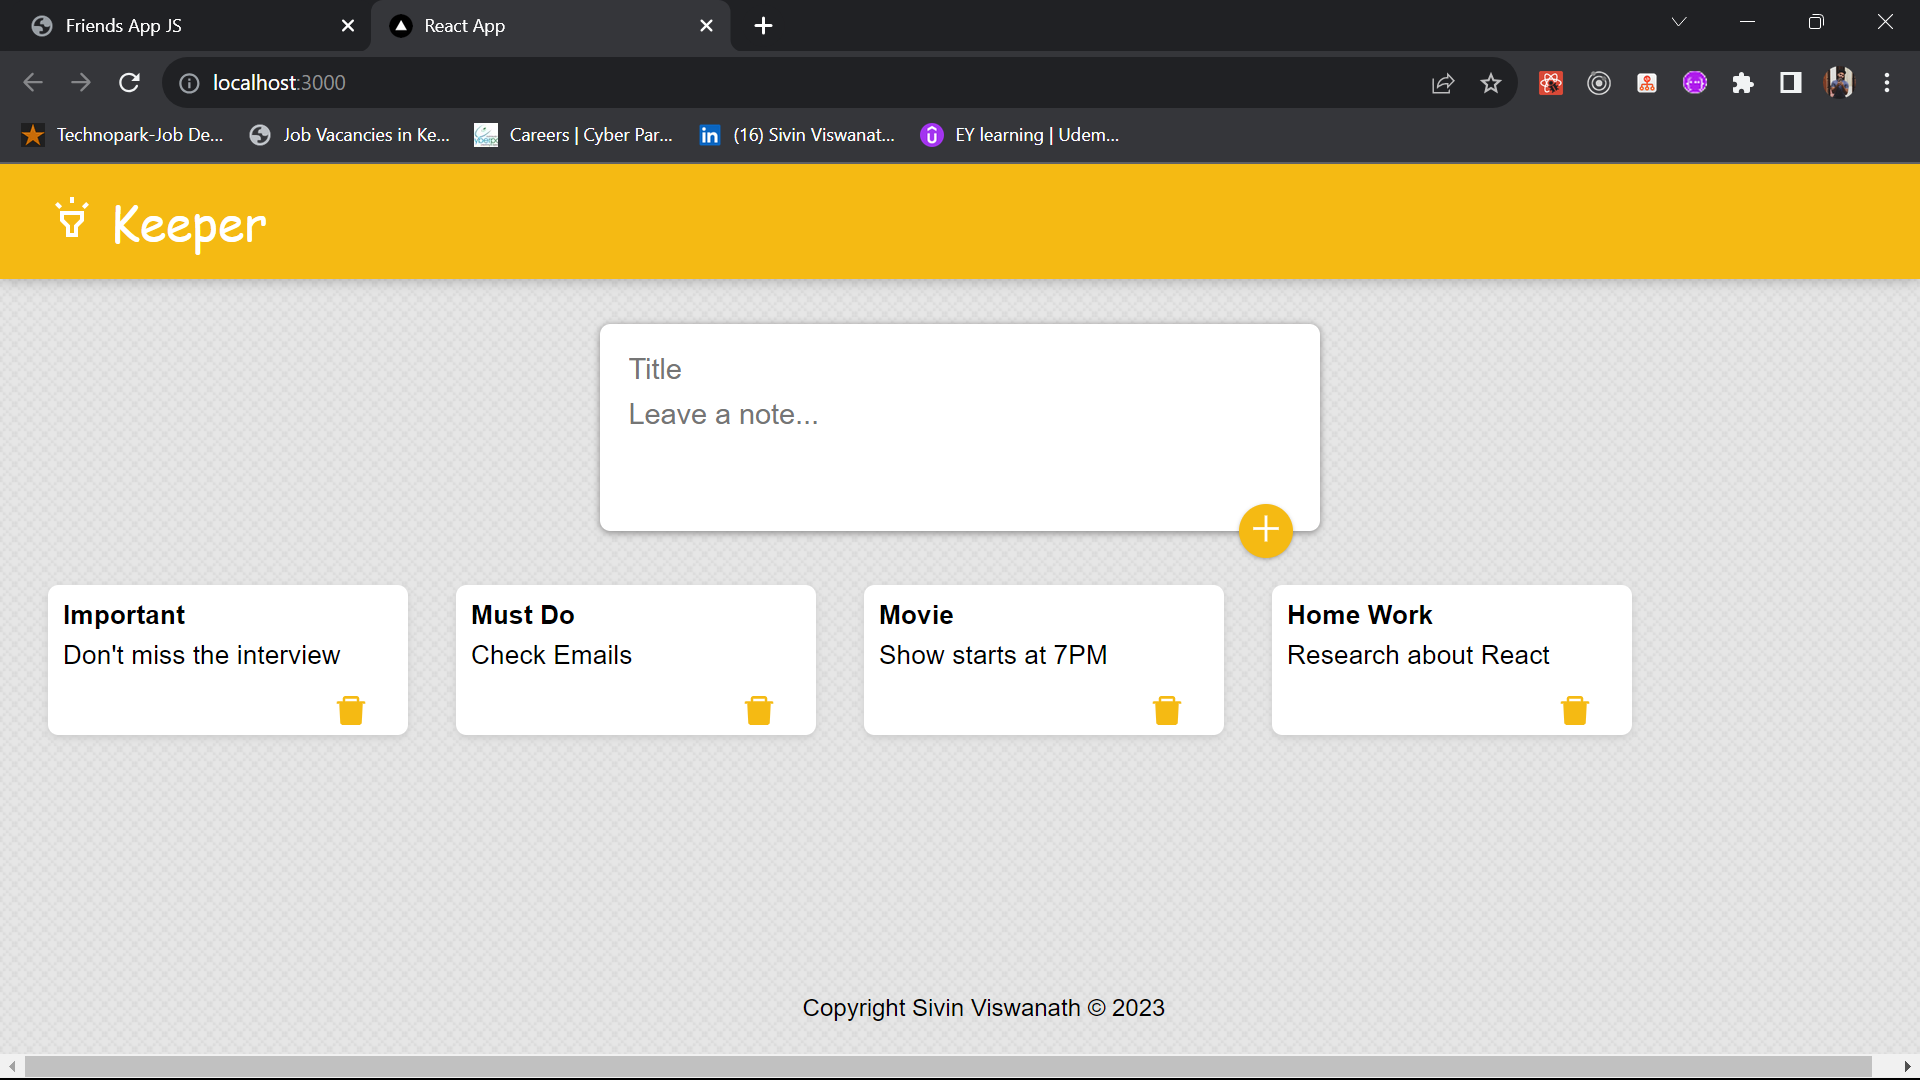 Friends App JS
React App
localhost:3000
Technopark-Job De...
Job Vacancies in Ke...
Careers | Cyber Par...
in
(16) Sivin Viswanat...
EY learning | Udem...
Keeper
Title
Leave a note...
Important
Don't miss the interview
Must Do
Check Emails
Movie
Show starts at 7PM
Home Work
Research about React
Copyright Sivin Viswanath © 2023